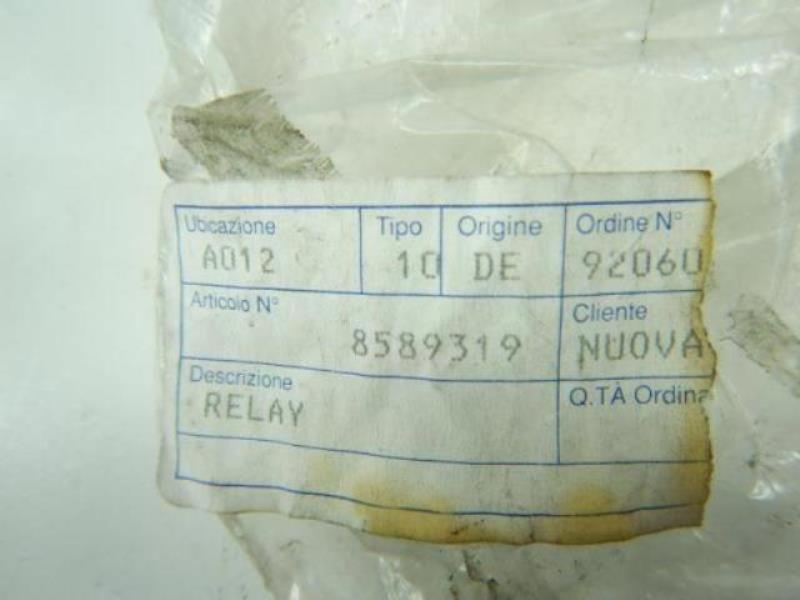 Ubicazione Tipo Origine Ordine N°
A012 10 DE 92060
Articolo N° Cliente
8589319 NUOVA
Descrizione Q.TÀ Ordina
RELAY